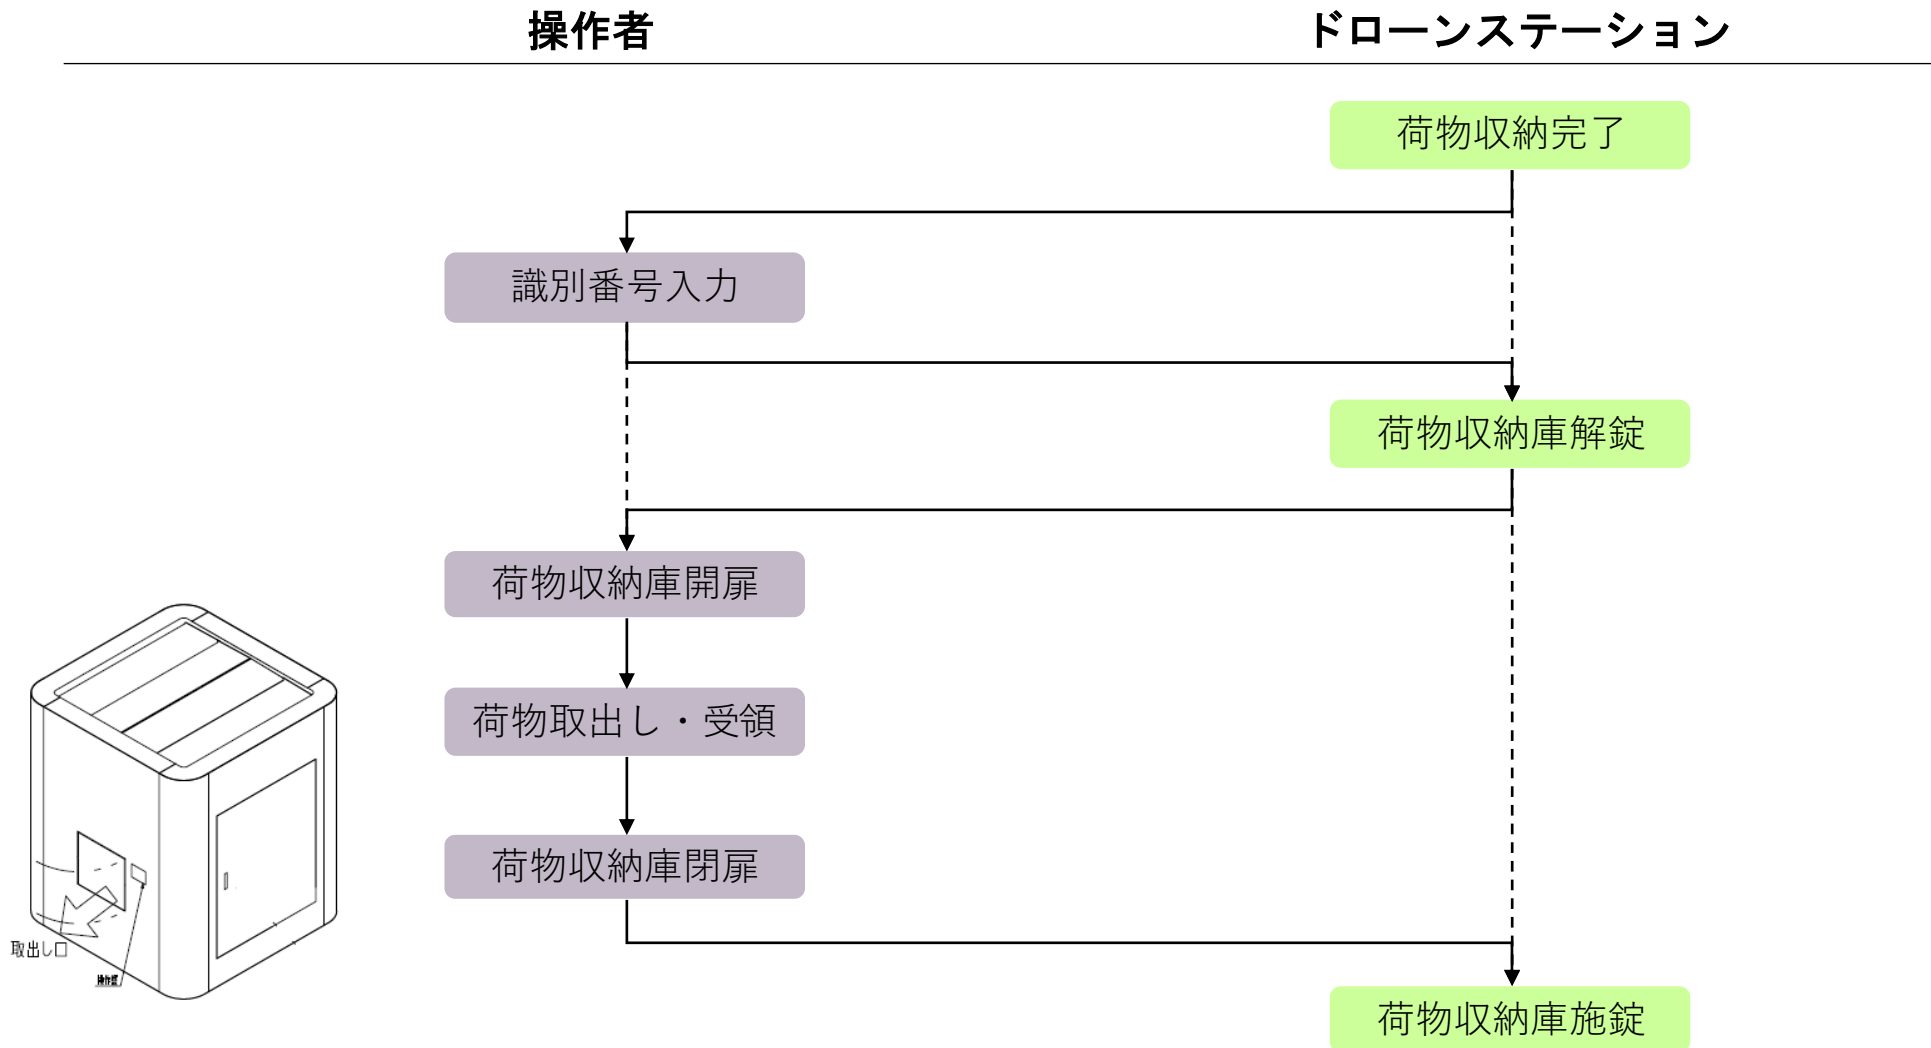 操作者
ドローンステーション
荷物収納完了
識別番号入力
荷物収納庫解錠
荷物収納庫開扉
荷物取出し・受領
荷物収納庫閉扉
荷物収納庫施錠
取出し口